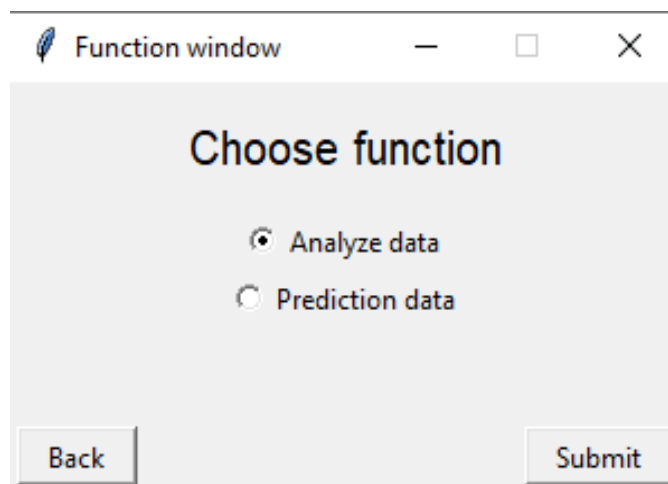 Function window
Choose function
Analyze data
Prediction data
Back
Submit